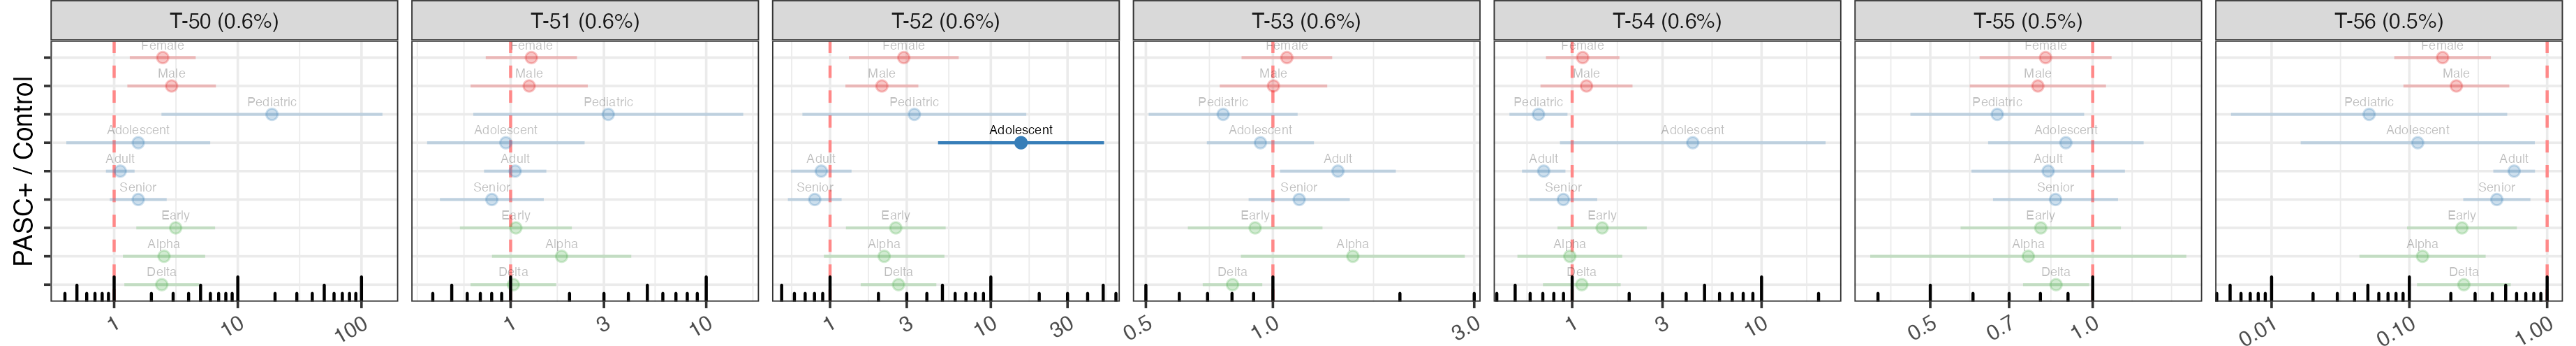 T-50 (0.6%)
T-51 (0.6%)
T-52 (0.6%)
T-53 (0.6%)
T-54 (0.6%)
T-55 (0.5%)
T-56 (0.5%)
PASC+ / Control
Female
Male
Pediatric
Adolescent
Adult
Senior
Early
Alpha
Delta
1
10
100
Female
Male
Pediatric
Adolescent
Adult
Senior
Early
Alpha
Delta
1
3
10
Female
Male
Pediatric
Adolescent
Adult
Senior
Early
Alpha
Delta
1
3
10
30
Female
Male
Pediatric
Adolescent
Adult
Senior
Early
Alpha
Delta
0.5
1.0
3.0
Female
Male
Pediatric
Adolescent
Adult
Senior
Early
Alpha
Delta
1
3
10
Female
Male
Pediatric
Adolescent
Adult
Senior
Early
Alpha
Delta
0.5
0.7
1.0
Female
Male
Pediatric
Adolescent
Adult
Senior
Early
Alpha
Delta
0.01
0.10
1.00